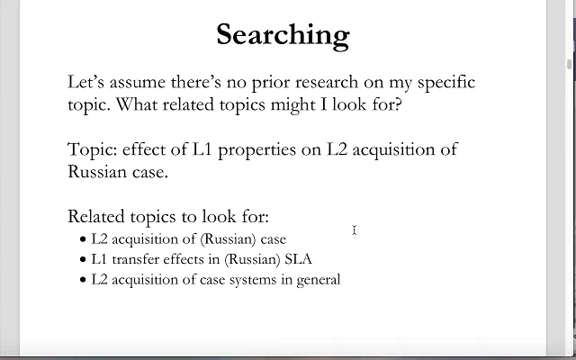 Searching
Let's assume there's no prior research on my specific
topic. What related topics might I look for?
Topic: effect of L1 properties on L2 acquisition of
Russian case.
Related topics to look for:
• L2 acquisition of (Russian) case
• L1 transfer effects in (Russian) SLA
• L2 acquisition of case systems in general